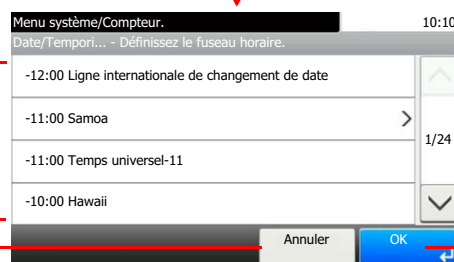 Menu système/Compteur.
10:10
Date/Tempori... - Définissez le fuseau horaire.
-12:00 Ligne internationale de changement de date
-11:00 Samoa
1/24
-11:00 Temps universel-11
-10:00 Hawaii
Annuler
OK